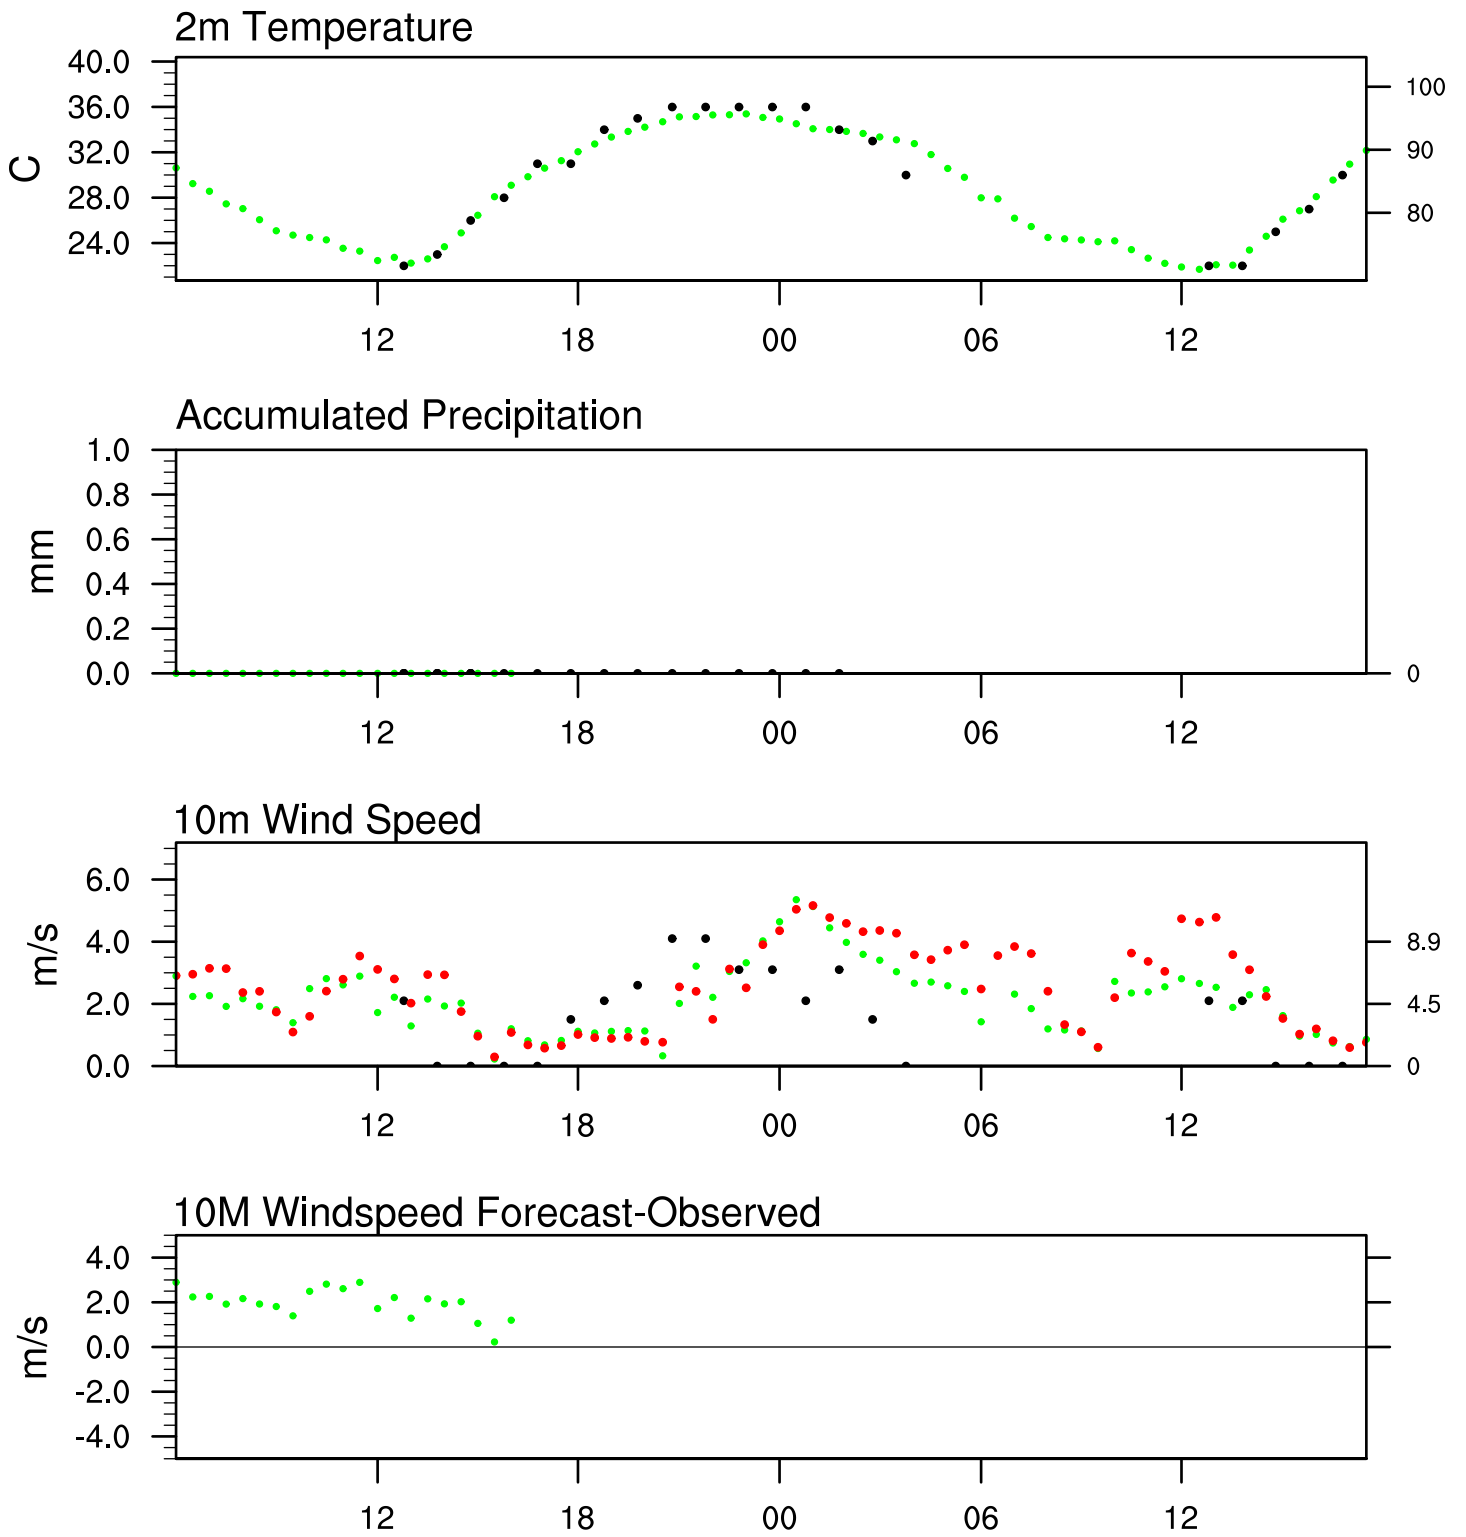 2m Temperature
40.0
36.0
32.0
28.0
24.0
C
100
90
80
12 18 00 06 12
Accumulated Precipitation
1.0
0.8
0.6
0.4
0.2
0.0
mm
0
12 18 00 06 12
10m Wind Speed
6.0
4.0
2.0
0.0
m/s
8.9
4.5
0
12 18 00 06 12
10M Windspeed Forecast-Observed
4.0
2.0
0.0
-2.0
-4.0
m/s
12 18 00 06 12